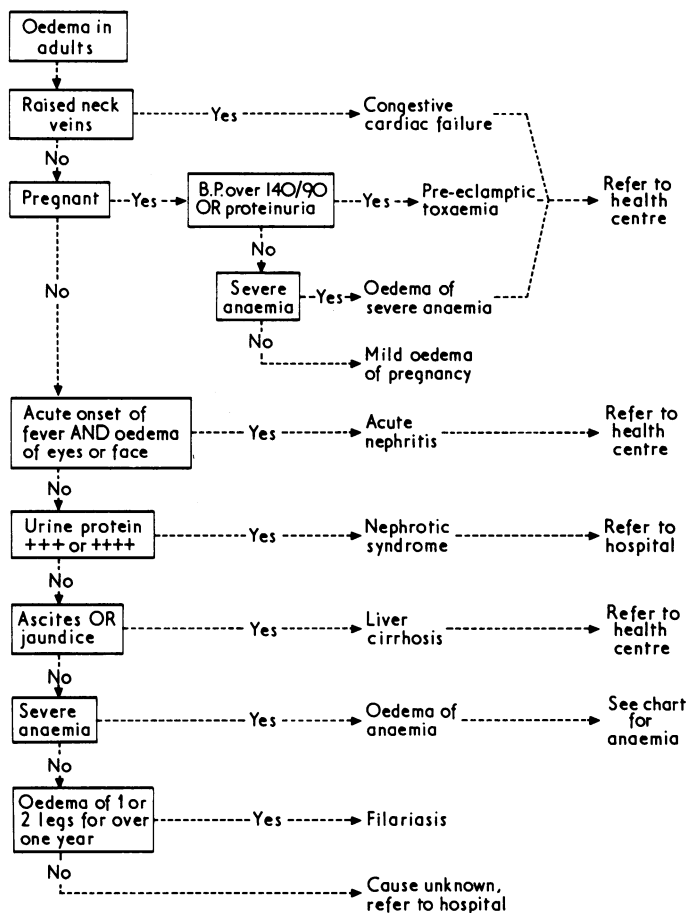 Oedema in
adults
Raised neck
veins
Yes
Congestive
cardiac failure
No
Pregnant
Yes
B.P. over 140/90
OR proteinuria
Yes
Pre-eclamptic
toxaemia
Refer to
health
centre
No
No
Severe
anaemia
Yes
Oedema of
severe anaemia
No
Mild oedema
of pregnancy
Acute onset of
fever AND oedema
of eyes or face
Yes
Acute
nephritis
Refer to
health
centre
No
Urine protein
+++ or ++++
Yes
Nephrotic
syndrome
Refer to
hospital
No
Ascites OR
jaundice
Yes
Liver
cirrhosis
Refer to
health
centre
No
Severe
anaemia
Yes
Oedema of
anaemia
See chart
for
anaemia
No
Oedema of 1 or
2 legs for over
one year
Yes
Filariasis
No
Cause unknown,
refer to hospital